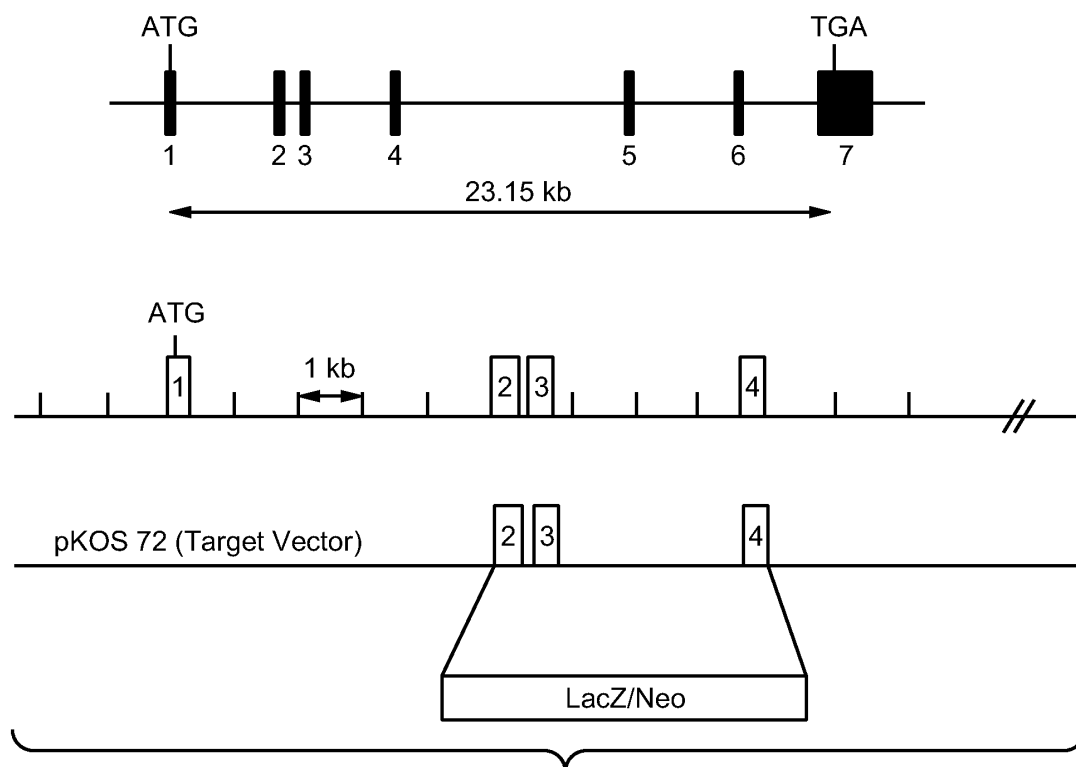 ATG TGA
1 2 3 4 5 6 7
23.15 kb
ATG
1 kb
1 2 3 4
pKOS 72 (Target Vector) 2 3 4
LacZ/Neo